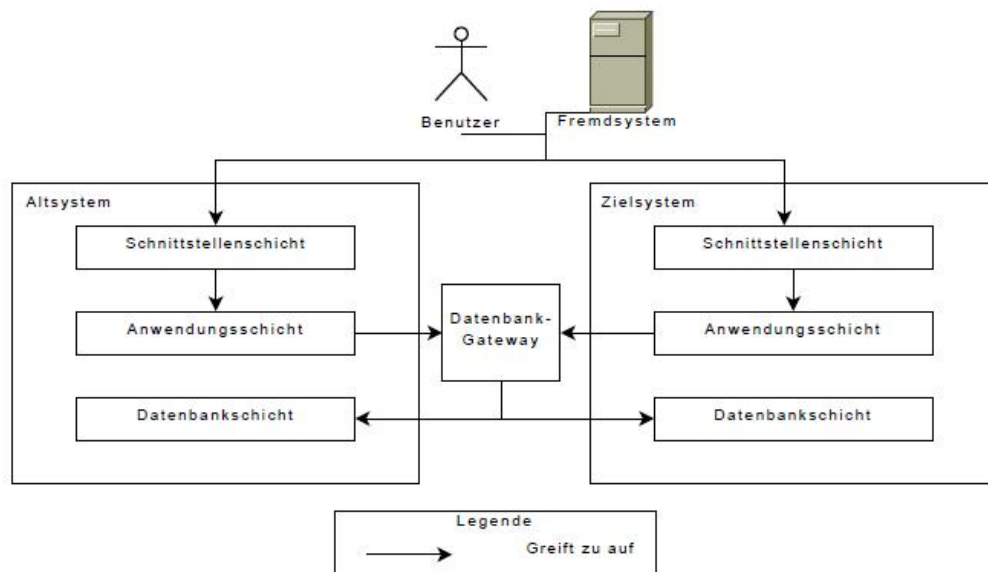 Benutzer
Fremdsystem
Altsystem
Schnittstellenschicht
Anwendungsschicht
Datenbankschicht
Datenbank-
Gateway
Zielsystem
Schnittstellenschicht
Anwendungsschicht
Datenbankschicht
Legende
Greift zu auf